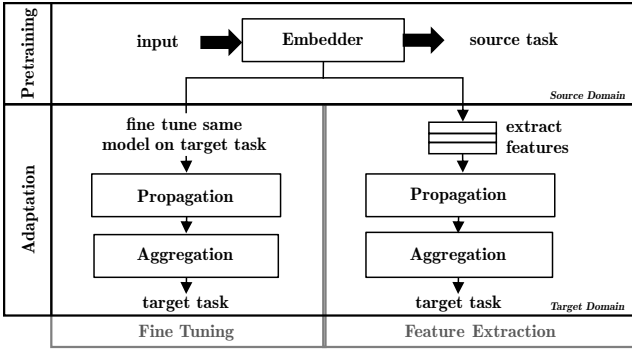 Pretraining
input
Embedder
source task
Source Domain
Adaptation
fine tune same
model on target task
extract
features
Propagation
Propagation
Aggregation
Aggregation
target task
target task
Target Domain
Fine Tuning
Feature Extraction